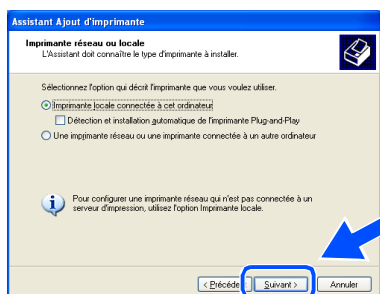 Assistant Ajout d'imprimante
Imprimante réseau ou locale
L'Assistant doit connaître le type d'imprimante à installer.
Sélectionnez l'option qui décrit l'imprimante que vous voulez utiliser.
Imprimante locale connectée à cet ordinateur
Détection et installation automatique de l'imprimante Plug-and-Play
Une imprimante réseau ou une imprimante connectée à un autre ordinateur
Pour configurer une imprimante réseau qui n'est pas connectée à un
serveur d'impression, utilisez l'option Imprimante locale.
< Précéde Suivant > Annuler